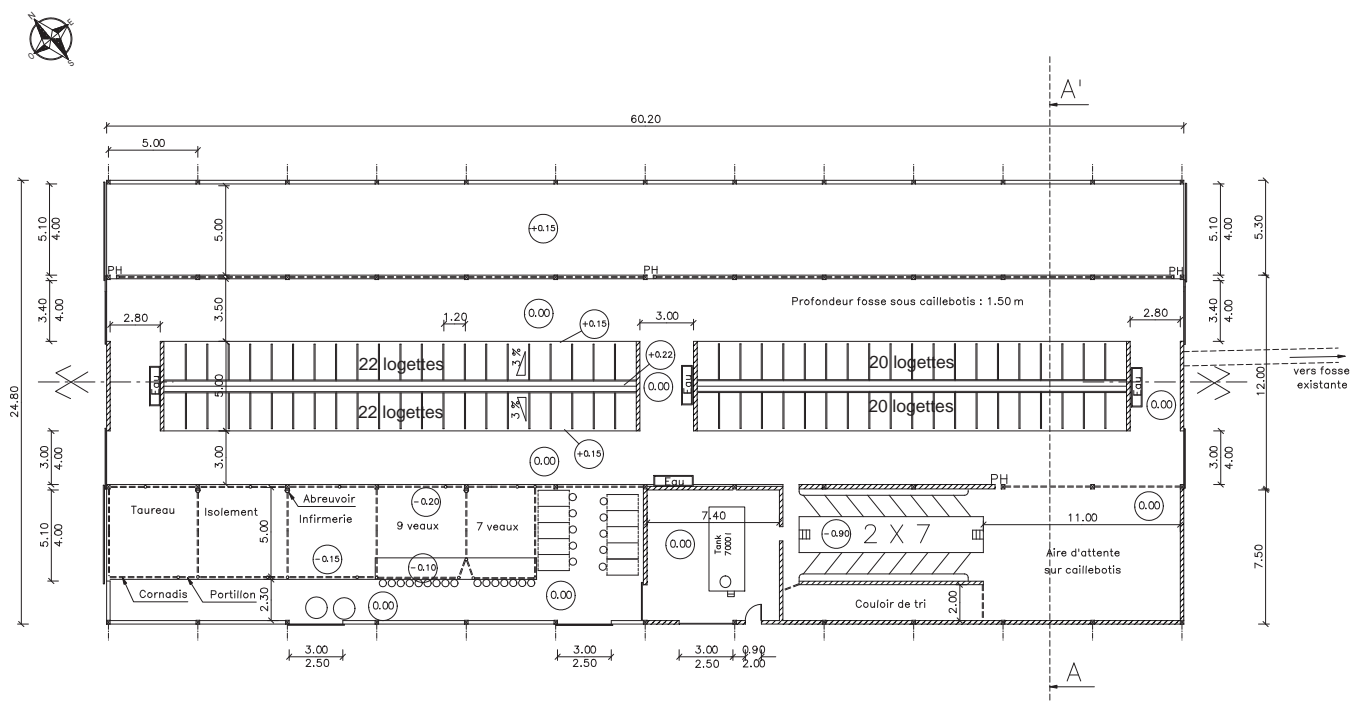 N
E
O
S
A'
60.20
5.00
5.10
4.00
5.00
+0.15
5.10
4.00
5.30
PH
PH
PH
3.40
4.00
3.50
2.80
0.00
1.20
+0.15
3.00
Profondeur fosse sous caillebotis : 1.50 m
2.80
3.40
4.00
22 logettes
3%
+0.22
20 logettes
24.80
Eau
5.00
0.00
Eau
Eau
0.00
12.00
vers fosse
existante
22 logettes
3%
20 logettes
3.00
4.00
3.00
0.00
+0.15
3.00
4.00
Eau
PH
Taureau
Isolement
Abreuvoir
Infirmerie
-0.20
9 veaux
7 veaux
7.40
0.00
Tank
7000 l
-0.90
2 X 7
11.00
0.00
5.10
4.00
5.00
-0.15
-0.10
Aire d'attente
sur caillebotis
7.50
Cornadis
Portillon
2.30
0.00
0.00
Couloir de tri
2.00
3.00
2.50
3.00
2.50
3.00
2.50
0.90
2.00
A